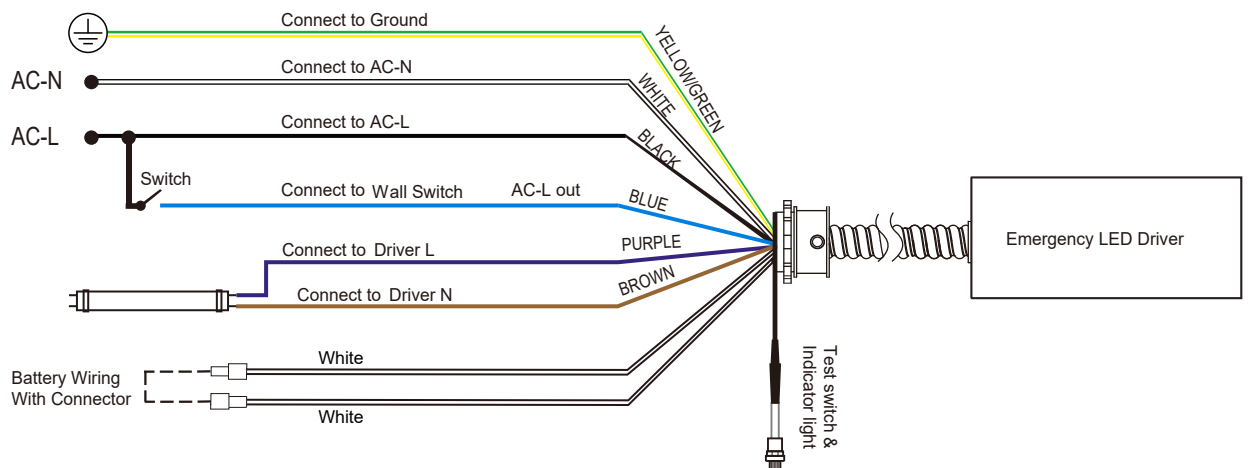 Connect to Ground
YELLOW/GREEN
AC-N
Connect to AC-N
WHITE
AC-L
Connect to AC-L
BLACK
Switch
Connect to Wall Switch
AC-L out
BLUE
Connect to Driver L
PURPLE
Connect to Driver N
BROWN
Emergency LED Driver
White
Battery Wiring
With Connector
White
Test switch &
Indicator light